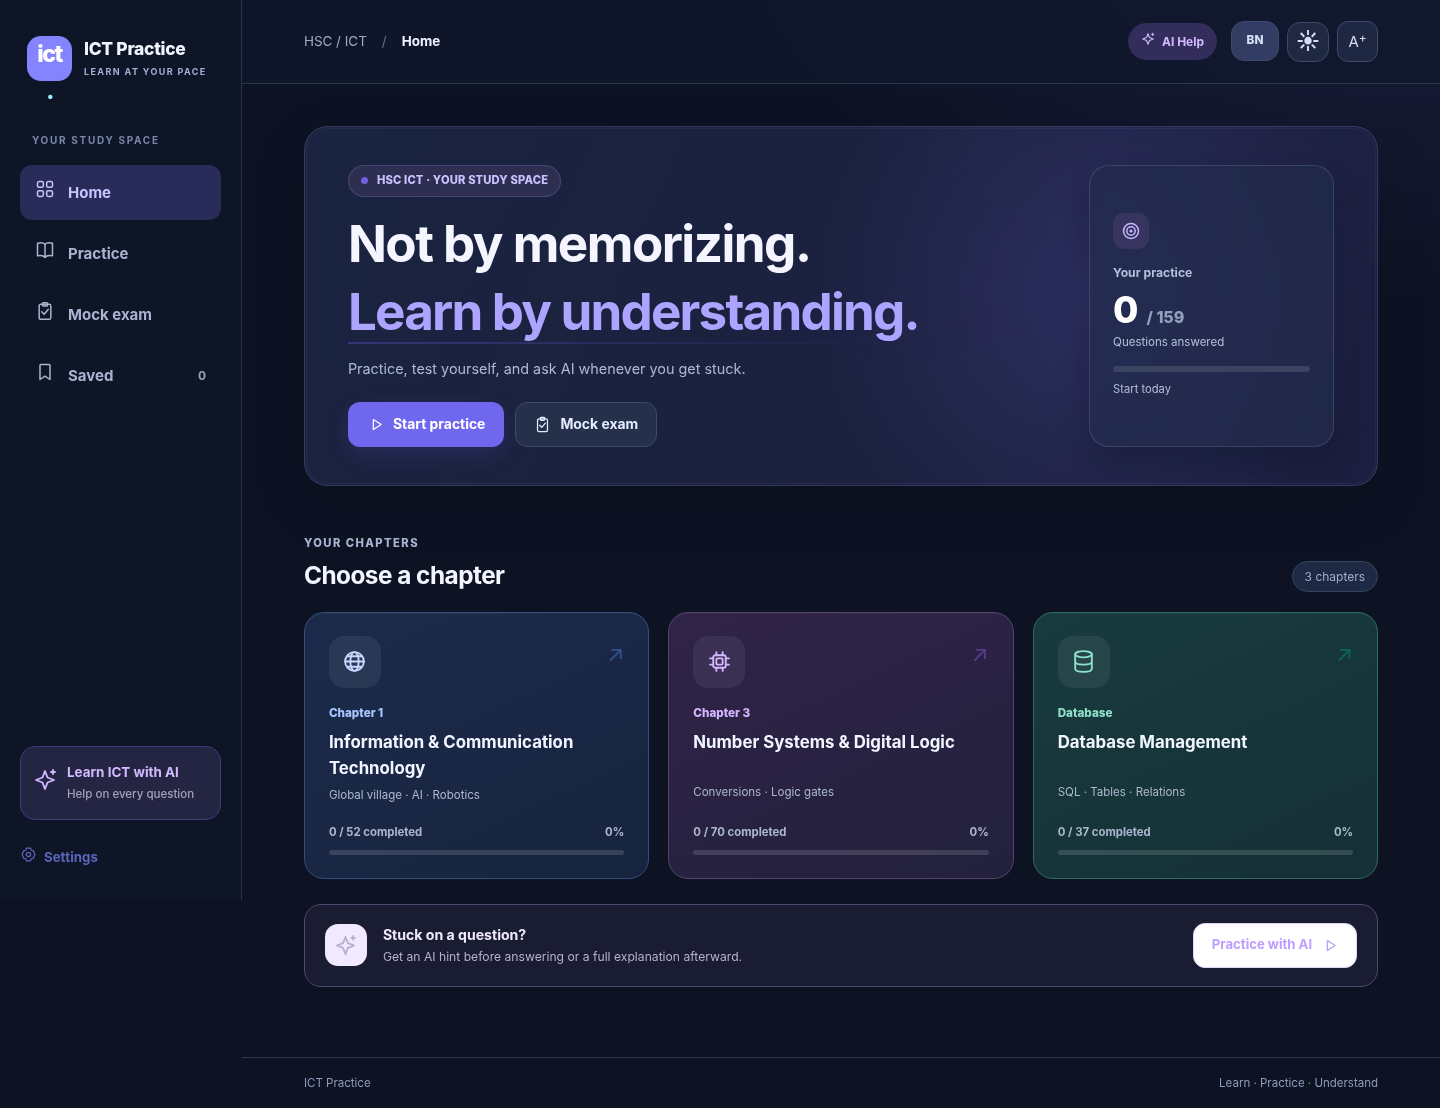 ict
ICT Practice
LEARN AT YOUR PACE
YOUR STUDY SPACE
Home
Practice
Mock exam
Saved 0
Learn ICT with AI
Help on every question
Settings
HSC / ICT / Home
AI Help
BN
A+
HSC ICT · YOUR STUDY SPACE
Not by memorizing.
Learn by understanding.
Practice, test yourself, and ask AI whenever you get stuck.
Start practice
Mock exam
Your practice
0 / 159
Questions answered
Start today
YOUR CHAPTERS
Choose a chapter
3 chapters
Chapter 1
Information & Communication
Technology
Global village · AI · Robotics
0 / 52 completed 0%
Chapter 3
Number Systems & Digital Logic
Conversions · Logic gates
0 / 70 completed 0%
Database
Database Management
SQL · Tables · Relations
0 / 37 completed 0%
Stuck on a question?
Get an AI hint before answering or a full explanation afterward.
Practice with AI
ICT Practice
Learn · Practice · Understand